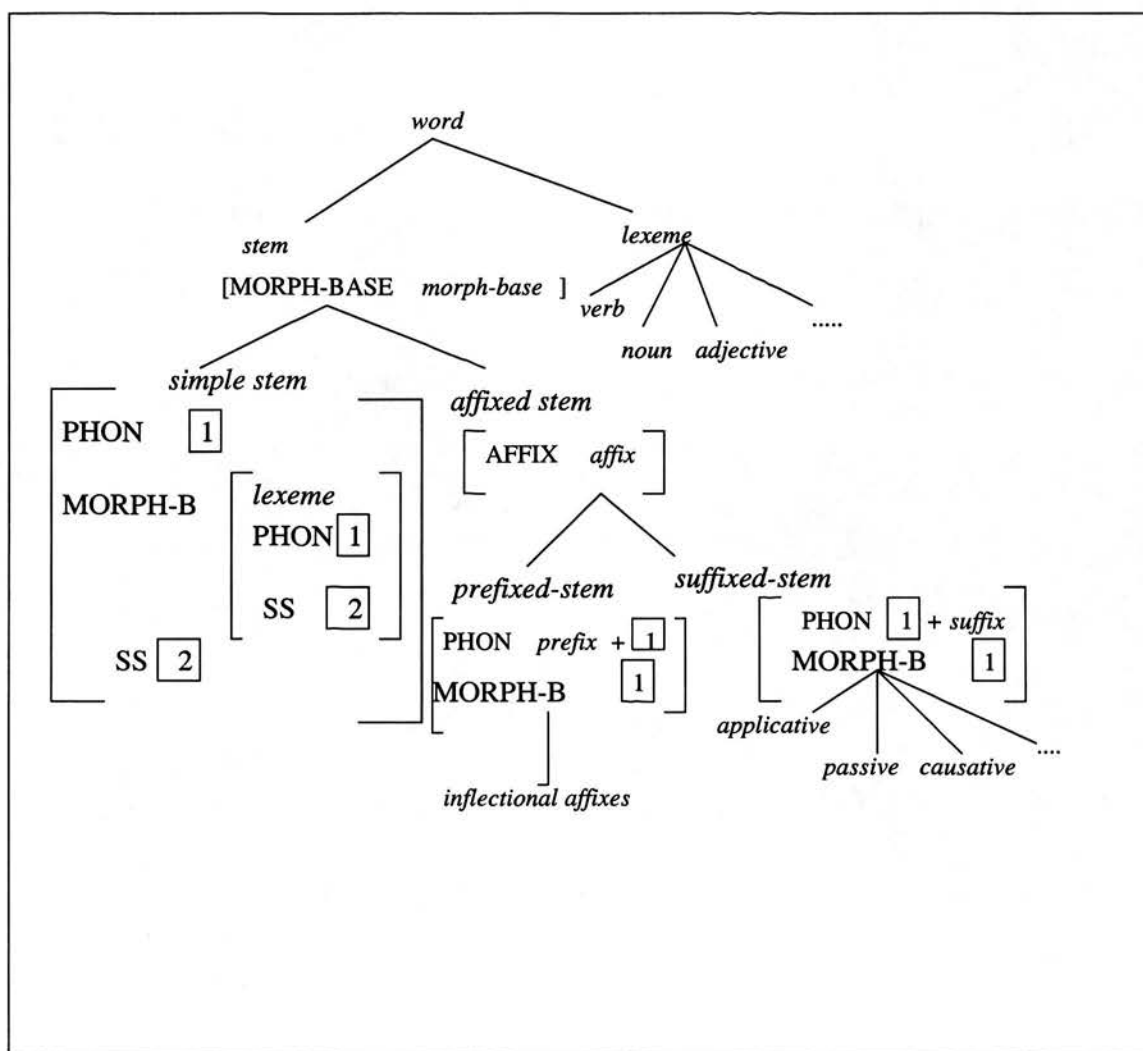 word
stem
lexeme
[MORPH-BASE morph-base ]
verb
noun adjective
.....
simple stem
PHON 1
MORPH-B
lexeme
PHON 1
SS 2
SS 2
affixed stem
AFFIX affix
prefixed-stem
PHON prefix + 1
MORPH-B 1
inflectional affixes
suffixed-stem
PHON 1 + suffix
MORPH-B 1
applicative
passive causative
....